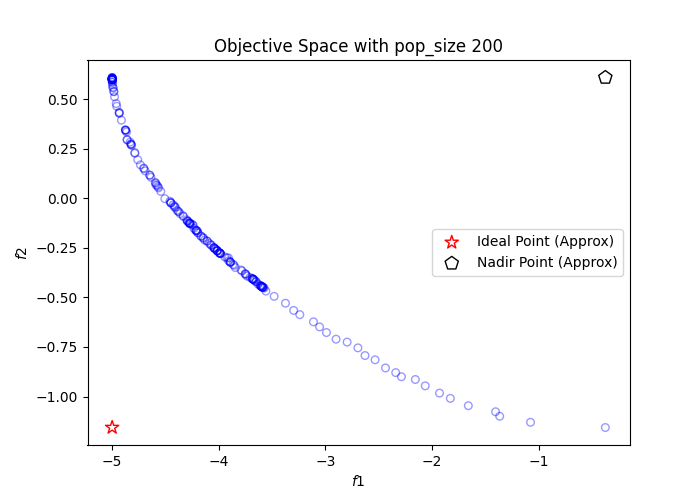 Objective Space with pop_size 200
0.50
0.25
0.00
−0.25
−0.50
−0.75
−1.00
f2
Ideal Point (Approx)
Nadir Point (Approx)
−5
−4
−3
−2
−1
f1